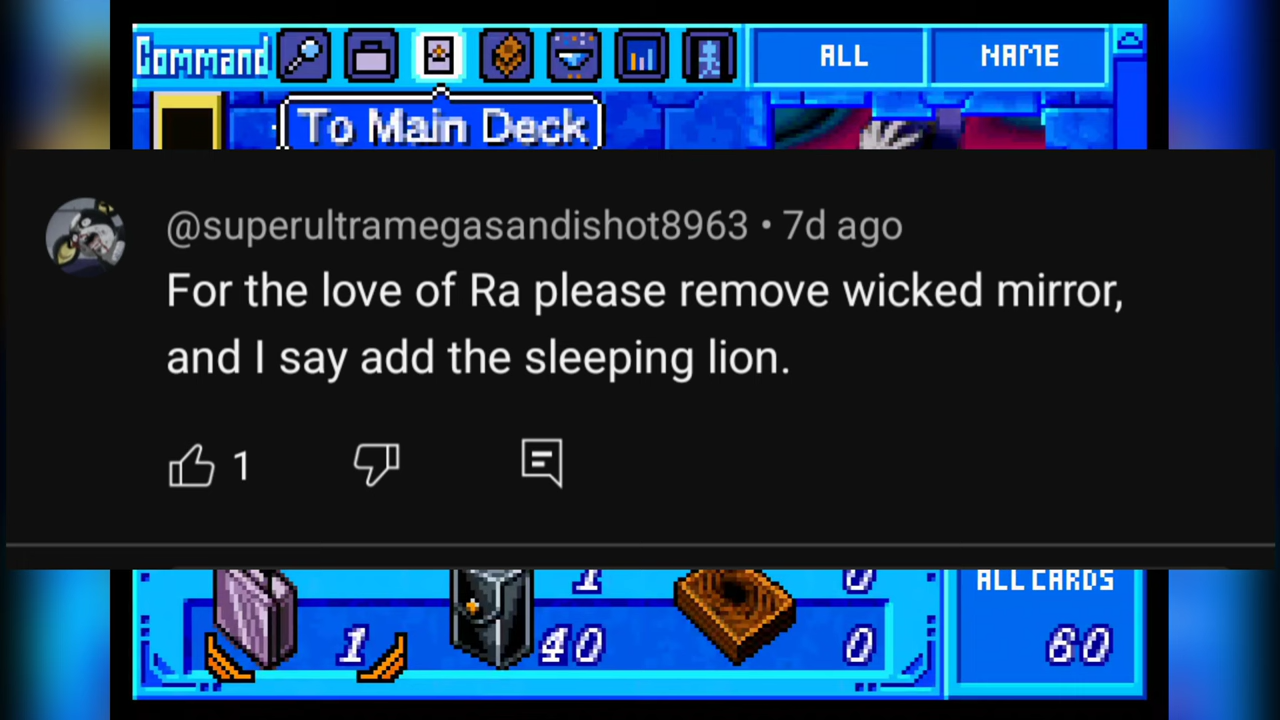 Command ALL NAME
To Main Deck
@superultramegasandishot8963 • 7d ago
For the love of Ra please remove wicked mirror,
and I say add the sleeping lion.
1
1 0 ALL CARDS
1 40 0 60